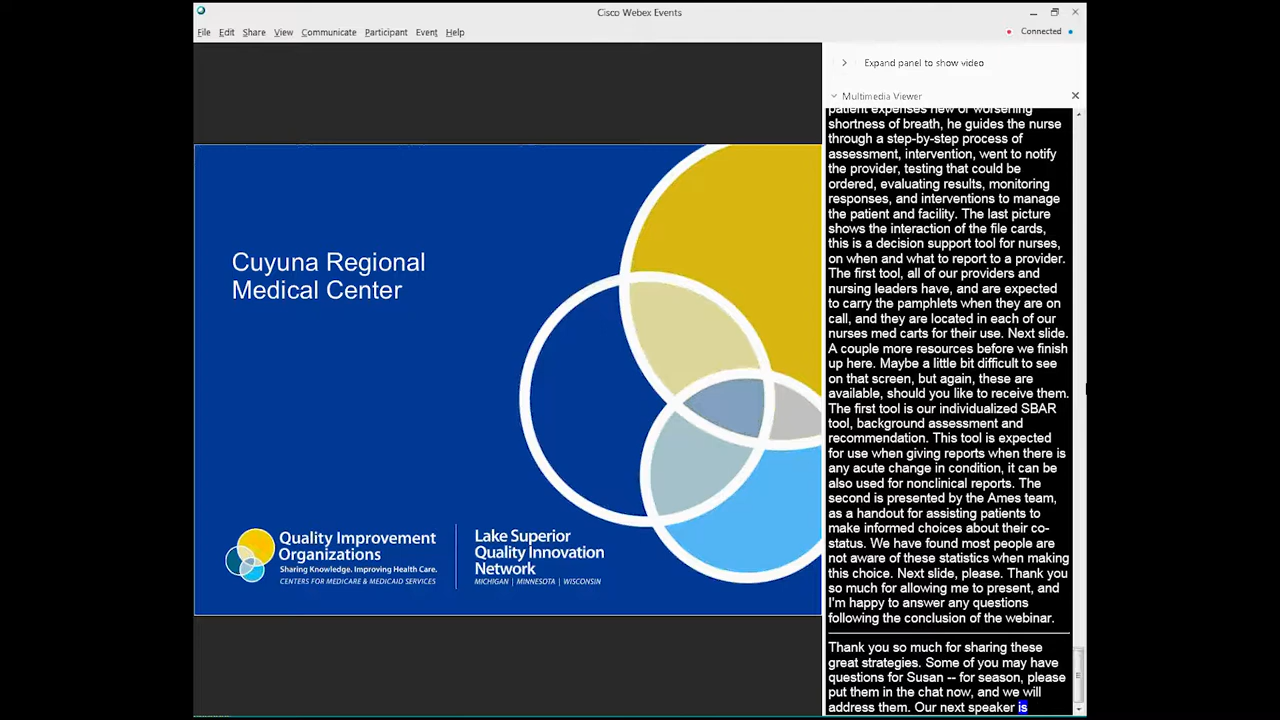 Cisco Webex Events
File Edit Share View Communicate Participant Event Help
Connected
Expand panel to show video
Multimedia Viewer
Cuyuna Regional
Medical Center
Quality Improvement
Organizations
Sharing Knowledge. Improving Health Care.
CENTERS FOR MEDICARE & MEDICAID SERVICES
Lake Superior
Quality Innovation
Network
MICHIGAN | MINNESOTA | WISCONSIN
patient expenses new or worsening
shortness of breath, he guides the nurse
through a step-by-step process of
assessment, intervention, went to notify
the provider, testing that could be
ordered, evaluating results, monitoring
responses, and interventions to manage
the patient and facility. The last picture
shows the interaction of the file cards,
this is a decision support tool for nurses,
on when and what to report to a provider.
The first tool, all of our providers and
nursing leaders have, and are expected
to carry the pamphlets when they are on
call, and they are located in each of our
nurses med carts for their use. Next slide.
A couple more resources before we finish
up here. Maybe a little bit difficult to see
on that screen, but again, these are
available, should you like to receive them.
The first tool is our individualized SBAR
tool, background assessment and
recommendation. This tool is expected
for use when giving reports when there is
any acute change in condition, it can be
also used for nonclinical reports. The
second is presented by the Ames team,
as a handout for assisting patients to
make informed choices about their co-
status. We have found most people are
not aware of these statistics when making
this choice. Next slide, please. Thank you
so much for allowing me to present, and
I'm happy to answer any questions
following the conclusion of the webinar.
Thank you so much for sharing these
great strategies. Some of you may have
questions for Susan -- for season, please
put them in the chat now, and we will
address them. Our next speaker is